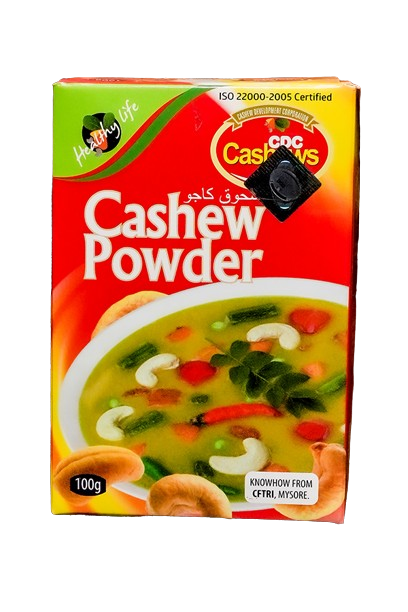 ISO 22000-2005 Certified
CASHEW DEVELOPMENT CORPORATION
CDC
Cashews
Healthy Life
مسحوق كاجو
Cashew
Powder
100g
KNOWHOW FROM
CFTRI, MYSORE.